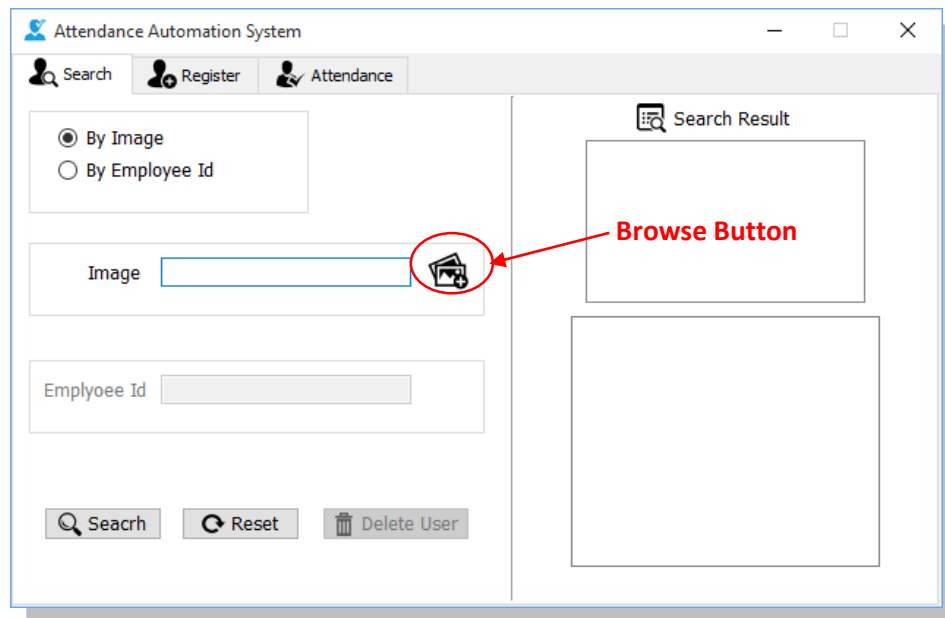 Attendance Automation System
Search Register Attendance
By Image
By Employee Id
Image
Emplyoee Id
Seacrh Reset Delete User
Search Result
Browse Button